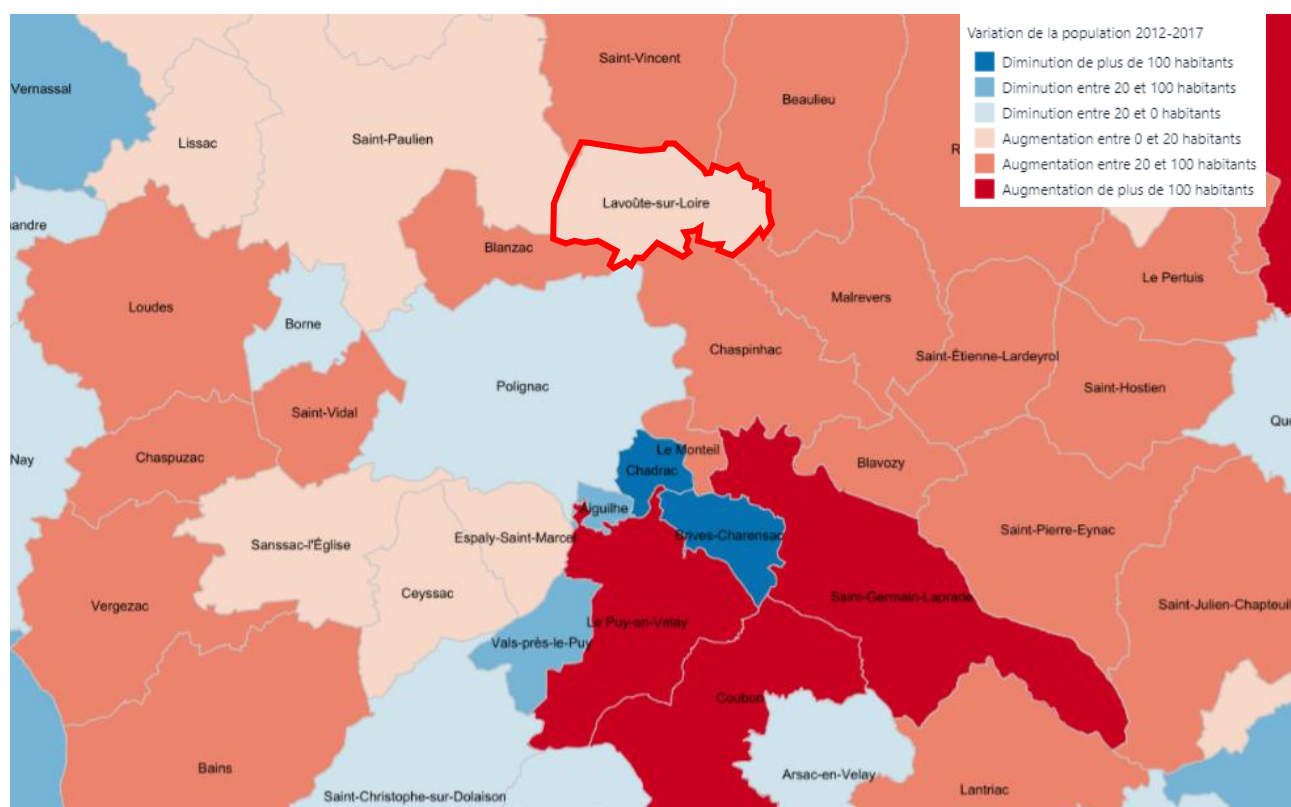 Variation de la population 2012-2017
Diminution de plus de 100 habitants
Diminution entre 20 et 100 habitants
Diminution entre 20 et 0 habitants
Augmentation entre 0 et 20 habitants
Augmentation entre 20 et 100 habitants
Augmentation de plus de 100 habitants
Saint-Vincent
Vernassal
Beaulieu
Saint-Paulien
Lissac
R
Lavoûte-sur-Loire
andre
Blanzac
Le Pertuis
Loudes
Malrevers
Borne
Chaspinhac
Saint-Étienne-Lardeyrol
Polignac
Saint-Hostien
Saint-Vidal
Que
Nay
Chaspuzac
Le Monteil
Blavozy
Chadrac
Aiguilhe
Saint-Pierre-Eynac
Brives-Charensac
Espaly-Saint-Marcel
Sanssac-l'Église
Ceyssac
Saint-Germain-Laprade
Vergezac
Saint-Julien-Chapteuil
Le Puy-en-Velay
Vals-près-le-Puy
Coubon
Bains
Arsac-en-Velay
Lantriac
Saint-Christophe-sur-Dolaison